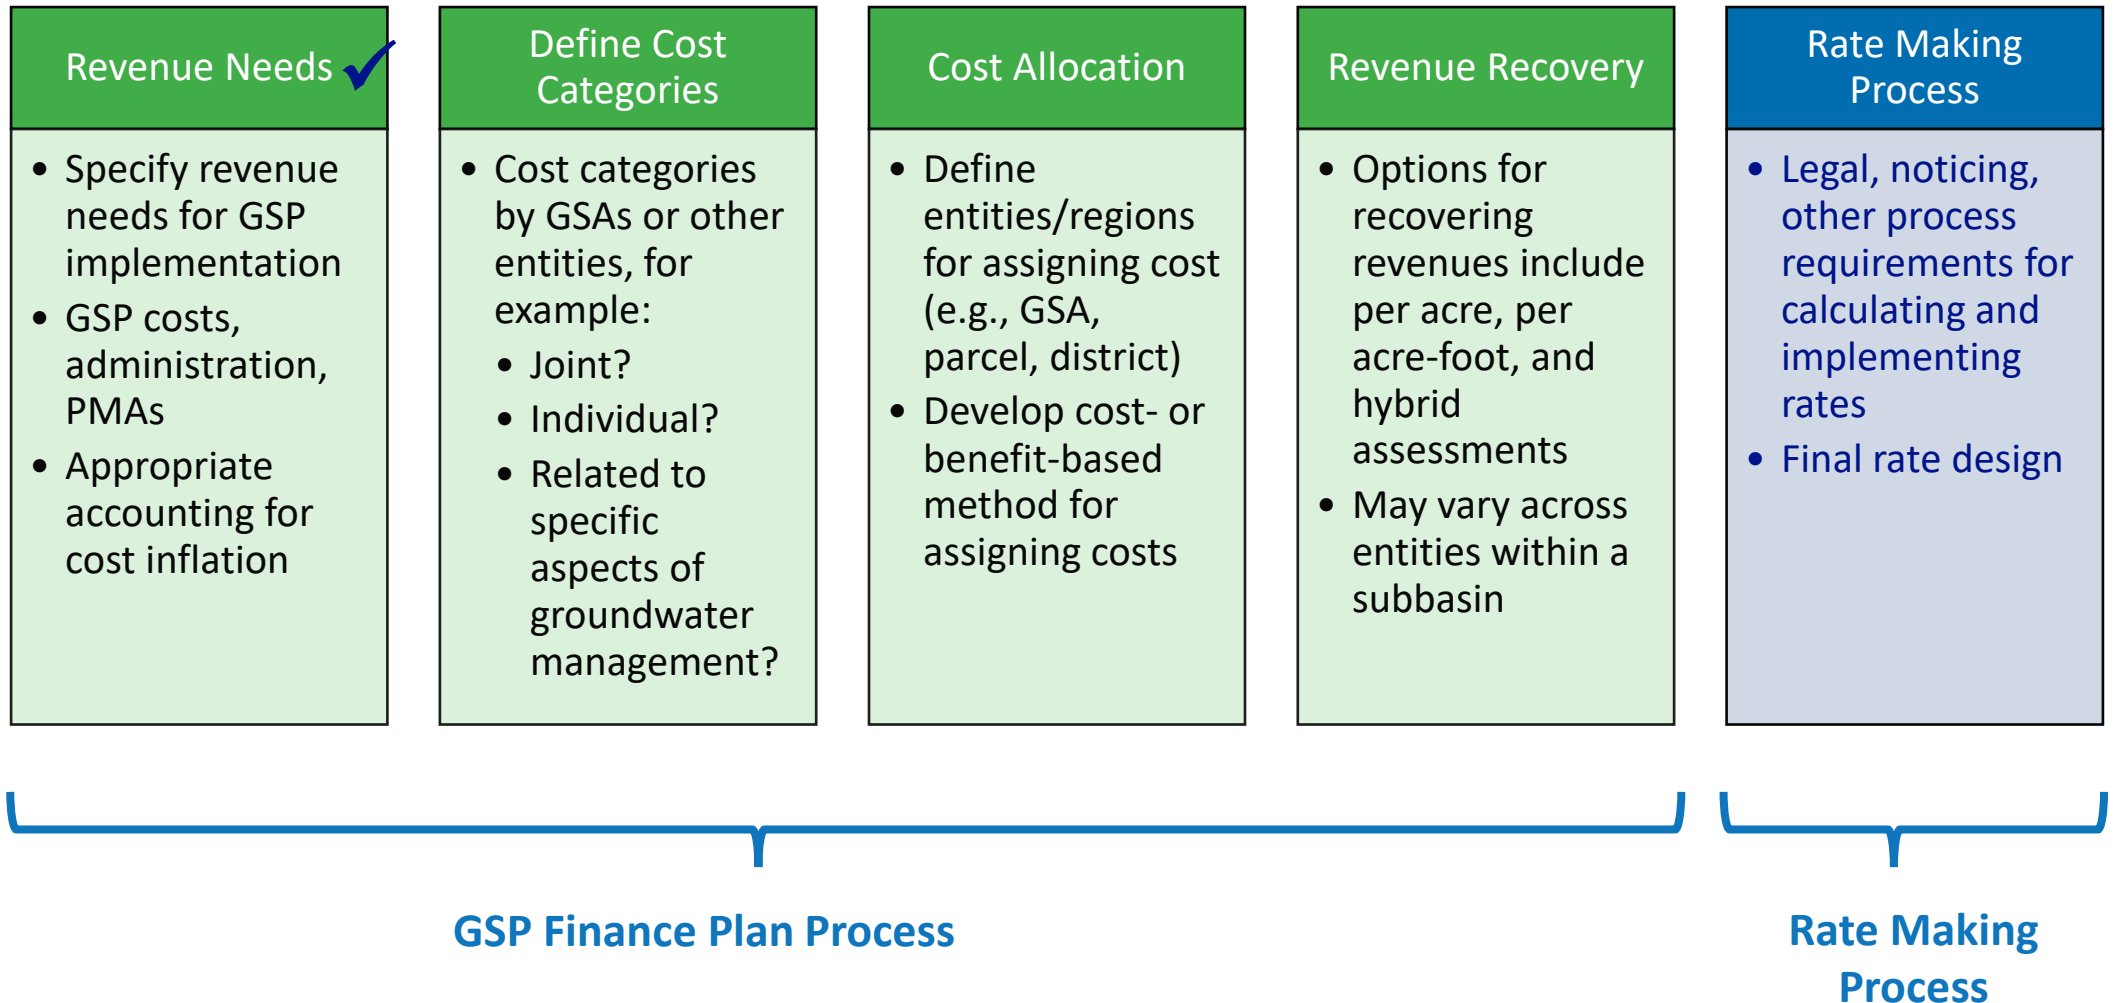 Revenue Needs ✓
• Specify revenue
needs for GSP
implementation
• GSP costs,
administration,
PMAs
• Appropriate
accounting for
cost inflation
Define Cost
Categories
• Cost categories
by GSAs or other
entities, for
example:
• Joint?
• Individual?
• Related to
specific
aspects of
groundwater
management?
Cost Allocation
• Define
entities/regions
for assigning cost
(e.g., GSA,
parcel, district)
• Develop cost- or
benefit-based
method for
assigning costs
Revenue Recovery
• Options for
recovering
revenues include
per acre, per
acre-foot, and
hybrid
assessments
• May vary across
entities within a
subbasin
Rate Making
Process
• Legal, noticing,
other process
requirements for
calculating and
implementing
rates
• Final rate design
GSP Finance Plan Process
Rate Making
Process